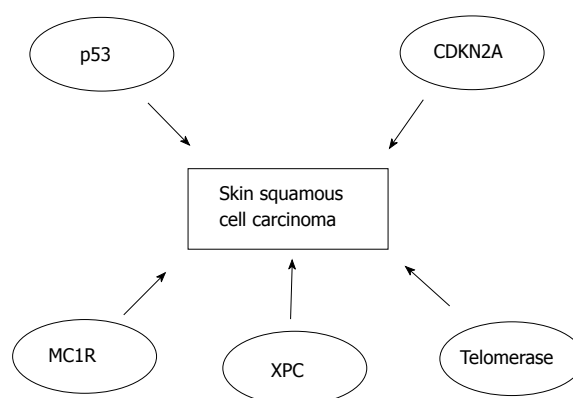 p53
CDKN2A
Skin squamous
cell carcinoma
MC1R
XPC
Telomerase